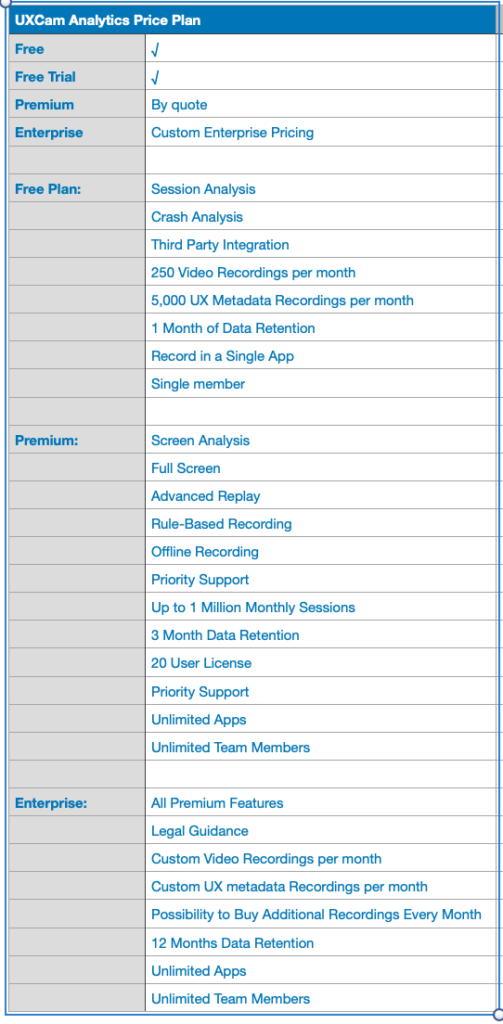 UXCam Analytics Price Plan
Free √
Free Trial √
Premium By quote
Enterprise Custom Enterprise Pricing
Free Plan: Session Analysis
Crash Analysis
Third Party Integration
250 Video Recordings per month
5,000 UX Metadata Recordings per month
1 Month of Data Retention
Record in a Single App
Single member
Premium: Screen Analysis
Full Screen
Advanced Replay
Rule-Based Recording
Offline Recording
Priority Support
Up to 1 Million Monthly Sessions
3 Month Data Retention
20 User License
Priority Support
Unlimited Apps
Unlimited Team Members
Enterprise: All Premium Features
Legal Guidance
Custom Video Recordings per month
Custom UX metadata Recordings per month
Possibility to Buy Additional Recordings Every Month
12 Months Data Retention
Unlimited Apps
Unlimited Team Members